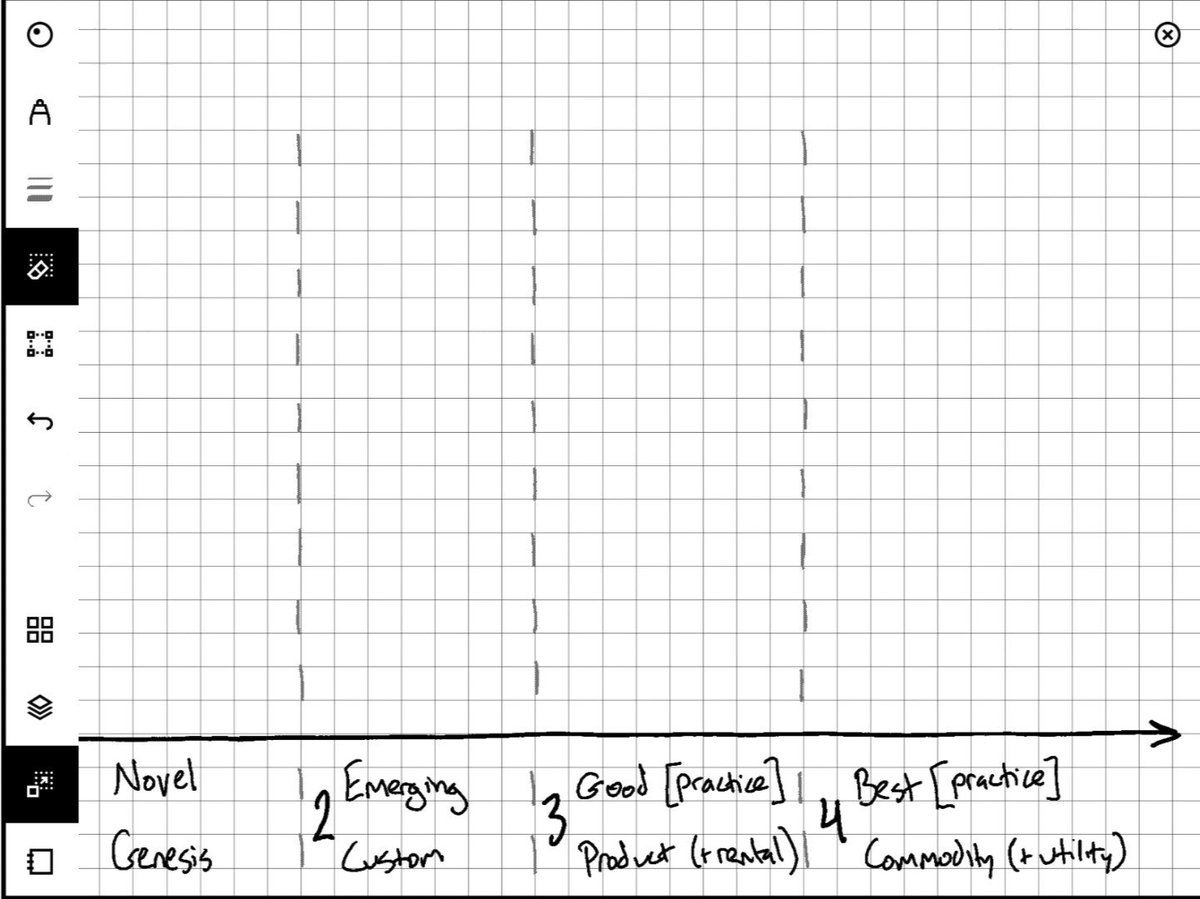 Novel Emerging Good [practice] Best [practice]
2 3 4
Genesis Custom Product (+ rental) Commodity (+ utility)